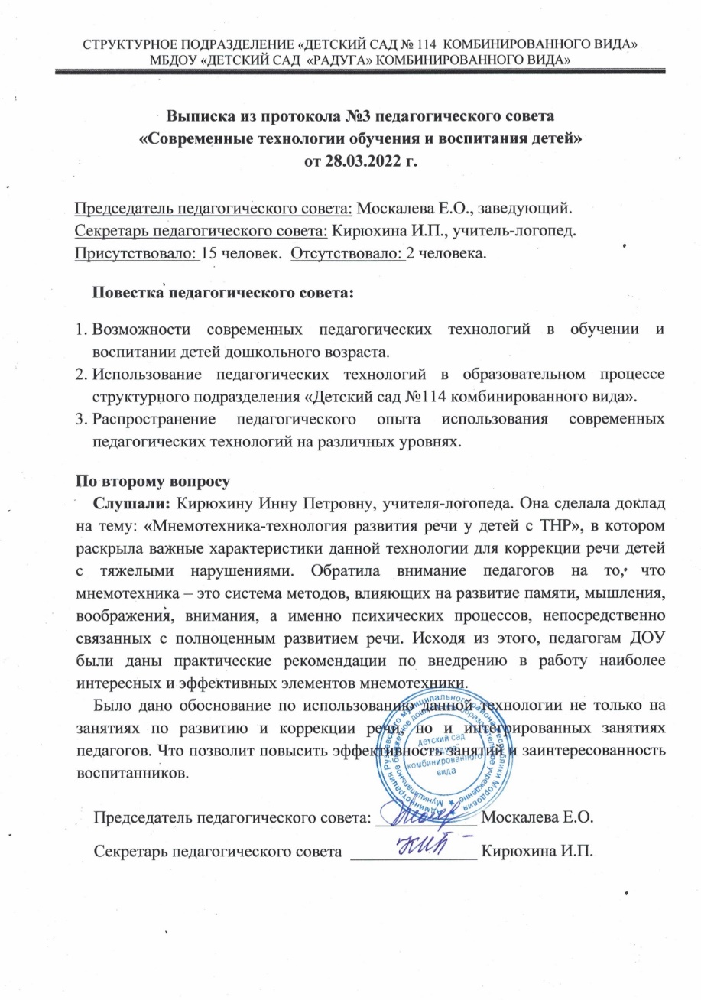 СТРУКТУРНОЕ ПОДРАЗДЕЛЕНИЕ «ДЕТСКИЙ САД № 114 КОМБИНИРОВАННОГО ВИДА»
МБДОУ «ДЕТСКИЙ САД «РАДУГА» КОМБИНИРОВАННОГО ВИДА»
Выписка из протокола №3 педагогического совета
«Современные технологии обучения и воспитания детей»
от 28.03.2022 г.
Председатель педагогического совета: Москалева Е.О., заведующий.
Секретарь педагогического совета: Кирюхина И.П., учитель-логопед.
Присутствовало: 15 человек. Отсутствовало: 2 человека.
Повестка педагогического совета:
1. Возможности современных педагогических технологий в обучении и
воспитании детей дошкольного возраста.
2. Использование педагогических технологий в образовательном процессе
структурного подразделения «Детский сад №114 комбинированного вида».
3. Распространение педагогического опыта использования современных
педагогических технологий на различных уровнях.
По второму вопросу
Слушали: Кирюхину Инну Петровну, учителя-логопеда. Она сделала доклад
на тему: «Мнемотехника-технология развития речи у детей с ТНР», в котором
раскрыла важные характеристики данной технологии для коррекции речи детей
с тяжелыми нарушениями. Обратила внимание педагогов на то, что
мнемотехника – это система методов, влияющих на развитие памяти, мышления,
воображения, внимания, а именно психических процессов, непосредственно
связанных с полноценным развитием речи. Исходя из этого, педагогам ДОУ
были даны практические рекомендации по внедрению в работу наиболее
интересных и эффективных элементов мнемотехники.
Было дано обоснование по использованию данной технологии не только на
занятиях по развитию и коррекции речи, но и интегрированных занятиях
педагогов. Что позволит повысить эффективность занятий и заинтересованность
воспитанников.
детский сад
комбинированного
вида
Председатель педагогического совета: Москалева Е.О.
Секретарь педагогического совета Кирюхина И.П.